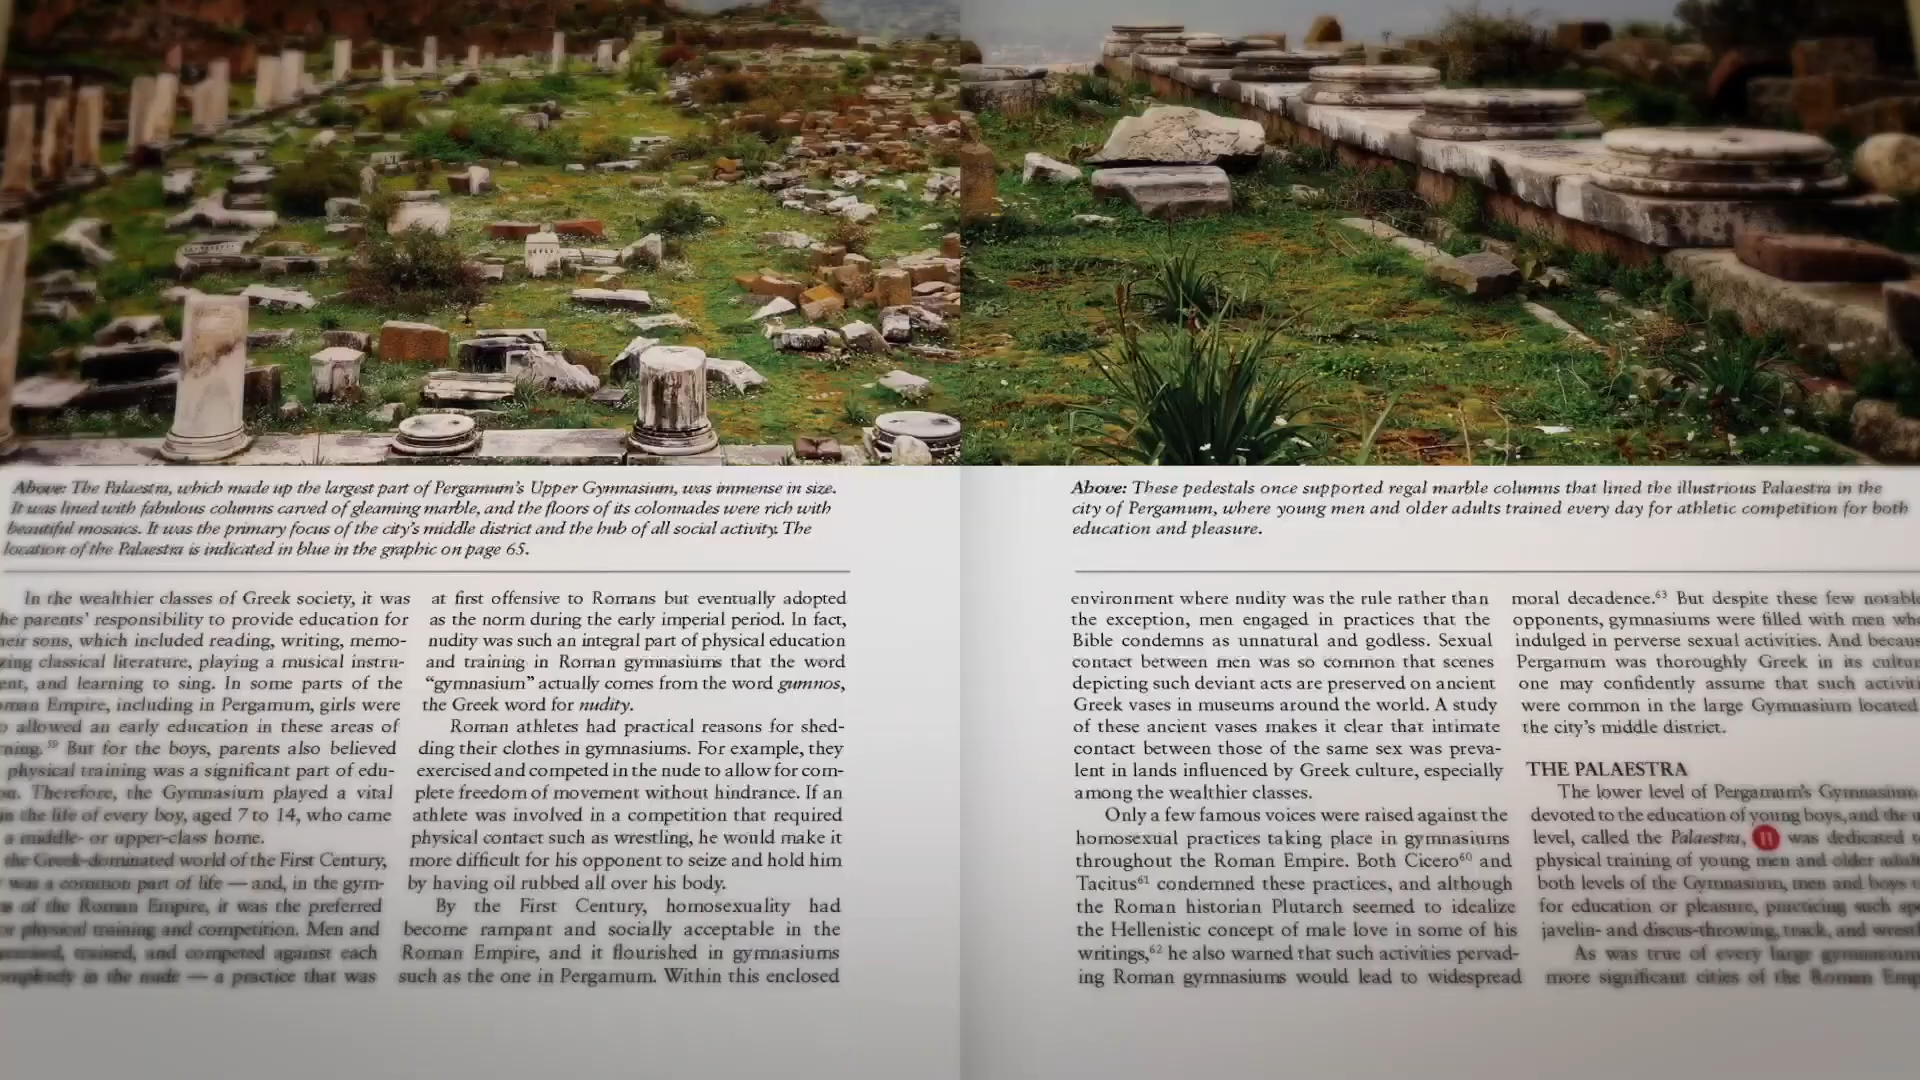 Above: The Palaestra, which made up the largest part of Pergamum's Upper Gymnasium, was immense in size.
It was lined with fabulous columns carved of gleaming marble, and the floors of its colonnades were rich with
beautiful mosaics. It was the primary focus of the city's middle district and the hub of all social activity. The
location of the Palaestra is indicated in blue in the graphic on page 65.
In the wealthier classes of Greek society, it was
he parents' responsibility to provide education for
heir sons, which included reading, writing, memo-
zing classical literature, playing a musical instru-
ent, and learning to sing. In some parts of the
oman Empire, including in Pergamum, girls were
o allowed an early education in these areas of
ning.59 But for the boys, parents also believed
physical training was a significant part of edu-
on. Therefore, the Gymnasium played a vital
in the life of every boy, aged 7 to 14, who came
a middle- or upper-class home.
the Greek-dominated world of the First Century,
was a common part of life — and, in the gym-
s of the Roman Empire, it was the preferred
or physical training and competition. Men and
trained, and competed against each
completely in the nude — a practice that was
at first offensive to Romans but eventually adopted
as the norm during the early imperial period. In fact,
nudity was such an integral part of physical education
and training in Roman gymnasiums that the word
“gymnasium” actually comes from the word gumnos,
the Greek word for nudity.
Roman athletes had practical reasons for shed-
ding their clothes in gymnasiums. For example, they
exercised and competed in the nude to allow for com-
plete freedom of movement without hindrance. If an
athlete was involved in a competition that required
physical contact such as wrestling, he would make it
more difficult for his opponent to seize and hold him
by having oil rubbed all over his body.
By the First Century, homosexuality had
become rampant and socially acceptable in the
Roman Empire, and it flourished in gymnasiums
such as the one in Pergamum. Within this enclosed
Above: These pedestals once supported regal marble columns that lined the illustrious Palaestra in the
city of Pergamum, where young men and older adults trained every day for athletic competition for both
education and pleasure.
environment where nudity was the rule rather than
the exception, men engaged in practices that the
Bible condemns as unnatural and godless. Sexual
contact between men was so common that scenes
depicting such deviant acts are preserved on ancient
Greek vases in museums around the world. A study
of these ancient vases makes it clear that intimate
contact between those of the same sex was preva-
lent in lands influenced by Greek culture, especially
among the wealthier classes.
Only a few famous voices were raised against the
homosexual practices taking place in gymnasiums
throughout the Roman Empire. Both Cicero60 and
Tacitus61 condemned these practices, and although
the Roman historian Plutarch seemed to idealize
the Hellenistic concept of male love in some of his
writings,62 he also warned that such activities pervad-
ing Roman gymnasiums would lead to widespread
moral decadence.63 But despite these few notable
opponents, gymnasiums were filled with men who
indulged in perverse sexual activities. And because
Pergamum was thoroughly Greek in its cultur
one may confidently assume that such activiti
were common in the large Gymnasium located
the city's middle district.
THE PALAESTRA
The lower level of Pergamum's Gymnasium
devoted to the education of young boys, and the u
level, called the Palaestra, 11 was dedicated t
physical training of young men and older adult
both levels of the Gymnasium, men and boys
for education or pleasure, practicing such sp
javelin- and discus-throwing, track, and wrest
As was true of every large gymnasium
more significant cities of the Roman Emp